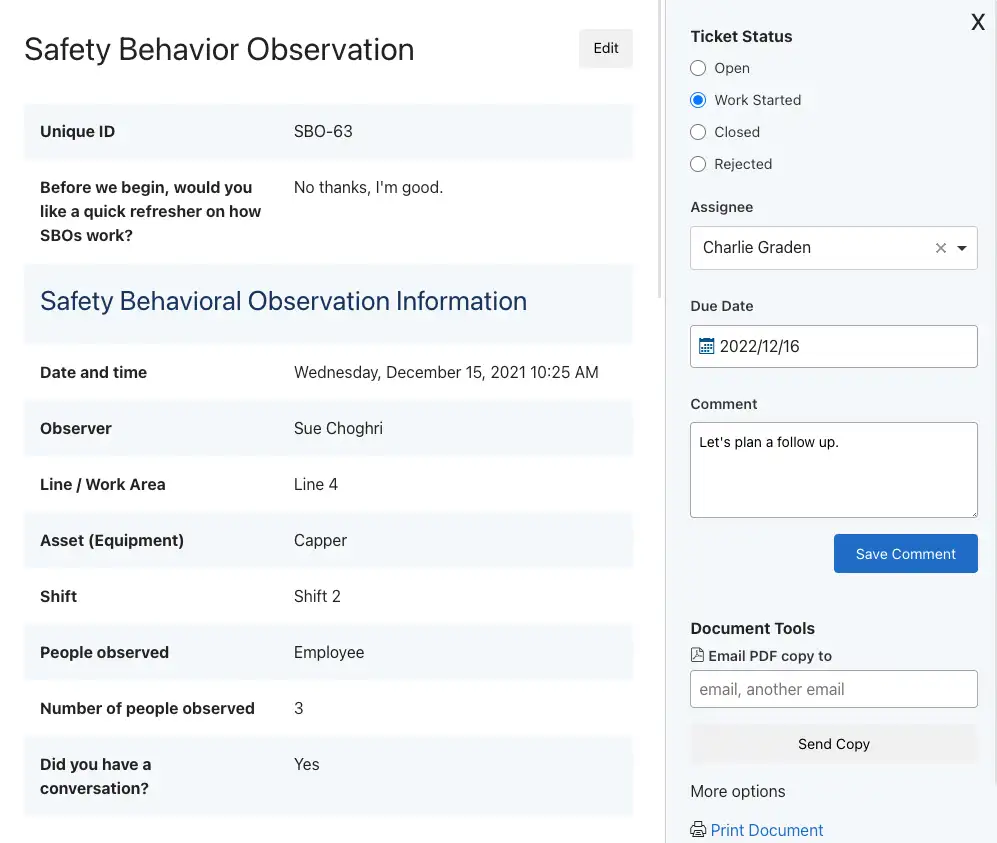 Safety Behavior Observation
Edit
Unique ID
SBO-63
Before we begin, would you
like a quick refresher on how
SBOs work?
No thanks, I'm good.
Safety Behavioral Observation Information
Date and time
Wednesday, December 15, 2021 10:25 AM
Observer
Sue Choghri
Line / Work Area
Line 4
Asset (Equipment)
Capper
Shift
Shift 2
People observed
Employee
Number of people observed
3
Did you have a
conversation?
Yes
X
Ticket Status
Open
Work Started
Closed
Rejected
Assignee
Charlie Graden
Due Date
2022/12/16
Comment
Let's plan a follow up.
Save Comment
Document Tools
Email PDF copy to
email, another email
Send Copy
More options
Print Document